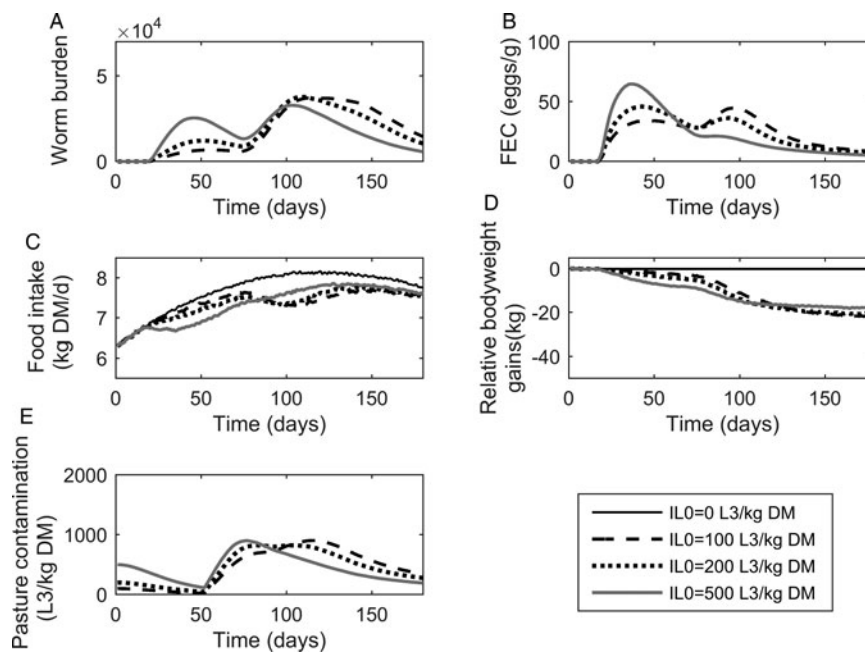 A
×10⁴
Worm burden
10
5
0
0 50 100 150
Time (days)
B
FEC (eggs/g)
100
50
0
0 50 100 150
Time (days)
C
Food intake
(kg DM/d)
8
7
6
0 50 100 150
Time (days)
D
Relative bodyweight
gains(kg)
0
-20
-40
0 50 100 150
Time (days)
E
Pasture contamination
(L3/kg DM)
2000
1000
0
0 50 100 150
Time (days)
IL0=0 L3/kg DM
IL0=100 L3/kg DM
IL0=200 L3/kg DM
IL0=500 L3/kg DM